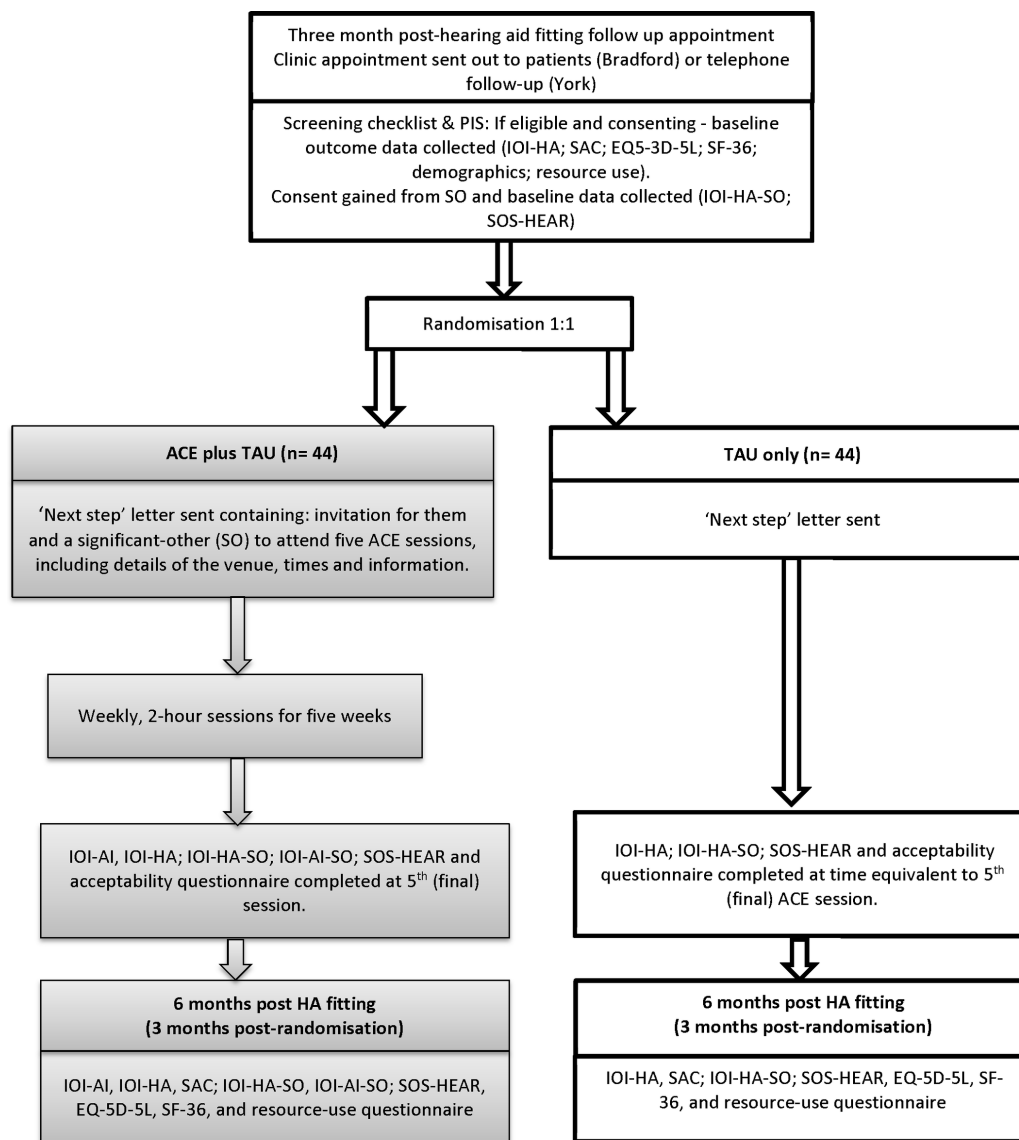 Three month post-hearing aid fitting follow up appointment
Clinic appointment sent out to patients (Bradford) or telephone
follow-up (York)
Screening checklist & PIS: If eligible and consenting - baseline
outcome data collected (IOI-HA; SAC; EQ5-3D-5L; SF-36;
demographics; resource use).
Consent gained from SO and baseline data collected (IOI-HA-SO;
SOS-HEAR)
Randomisation 1:1
ACE plus TAU (n= 44)
‘Next step’ letter sent containing: invitation for them
and a significant-other (SO) to attend five ACE sessions,
including details of the venue, times and information.
Weekly, 2-hour sessions for five weeks
IOI-AI, IOI-HA; IOI-HA-SO; IOI-AI-SO; SOS-HEAR and
acceptability questionnaire completed at 5th (final)
session.
6 months post HA fitting
(3 months post-randomisation)
IOI-AI, IOI-HA, SAC; IOI-HA-SO, IOI-AI-SO; SOS-HEAR,
EQ-5D-5L, SF-36, and resource-use questionnaire
TAU only (n= 44)
‘Next step’ letter sent
IOI-HA; IOI-HA-SO; SOS-HEAR and acceptability
questionnaire completed at time equivalent to 5th
(final) ACE session.
6 months post HA fitting
(3 months post-randomisation)
IOI-HA, SAC; IOI-HA-SO; SOS-HEAR, EQ-5D-5L, SF-
36, and resource-use questionnaire